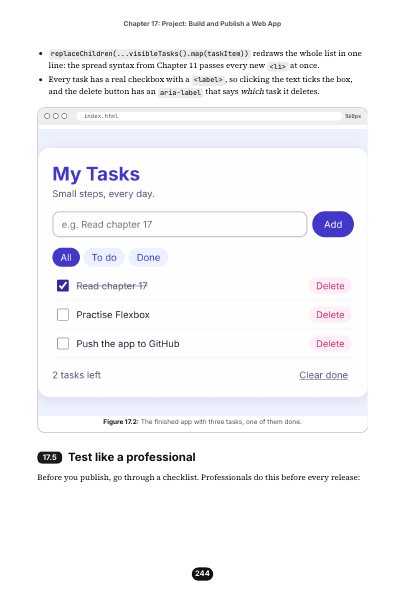 Chapter 17: Project: Build and Publish a Web App
• replaceChildren(...visibleTasks().map(taskItem)) redraws the whole list in one
line: the spread syntax from Chapter 11 passes every new <li> at once.
• Every task has a real checkbox with a <label>, so clicking the text ticks the box,
and the delete button has an aria-label that says which task it deletes.
index.html 560px
My Tasks
Small steps, every day.
e.g. Read chapter 17 Add
All To do Done
Read chapter 17 Delete
Practise Flexbox Delete
Push the app to GitHub Delete
2 tasks left Clear done
Figure 17.2: The finished app with three tasks, one of them done.
17.5 Test like a professional
Before you publish, go through a checklist. Professionals do this before every release:
244